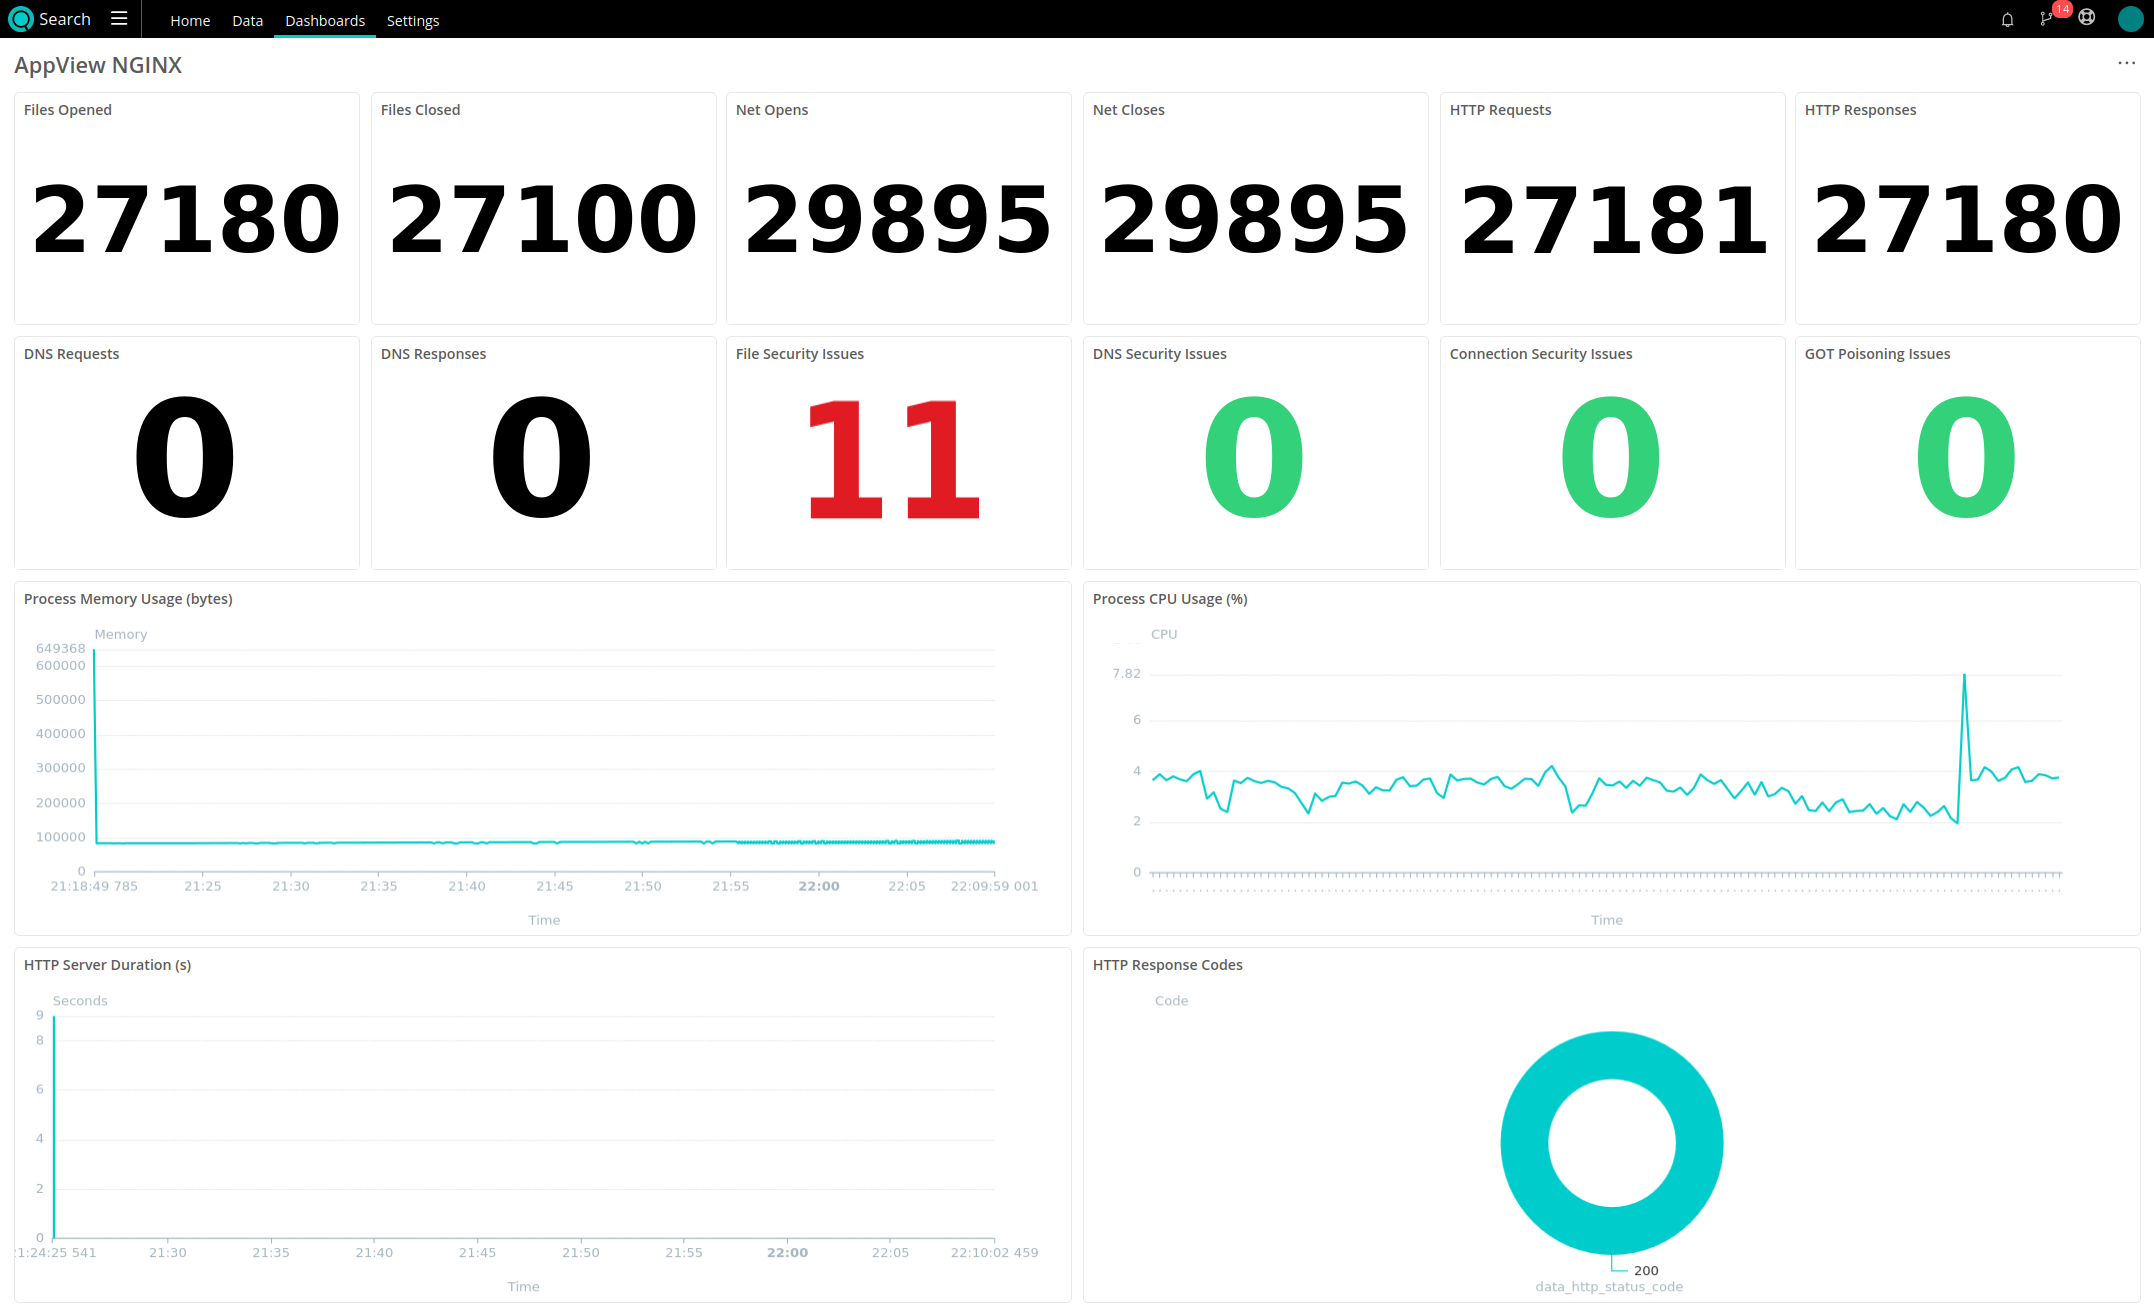 Search Home Data Dashboards Settings 14
AppView NGINX
Files Opened
27180
Files Closed
27100
Net Opens
29895
Net Closes
29895
HTTP Requests
27181
HTTP Responses
27180
DNS Requests
0
DNS Responses
0
File Security Issues
11
DNS Security Issues
0
Connection Security Issues
0
GOT Poisoning Issues
0
Process Memory Usage (bytes)
Memory
649368
600000
500000
400000
300000
200000
100000
0
21:18:49 785 21:25 21:30 21:35 21:40 21:45 21:50 21:55 22:00 22:05 22:09:59 001
Time
Process CPU Usage (%)
CPU
7.82
6
4
2
0
Time
HTTP Server Duration (s)
Seconds
9
8
6
4
2
0
1:24:25 541 21:30 21:35 21:40 21:45 21:50 21:55 22:00 22:05 22:10:02 459
Time
HTTP Response Codes
Code
200
data_http_status_code